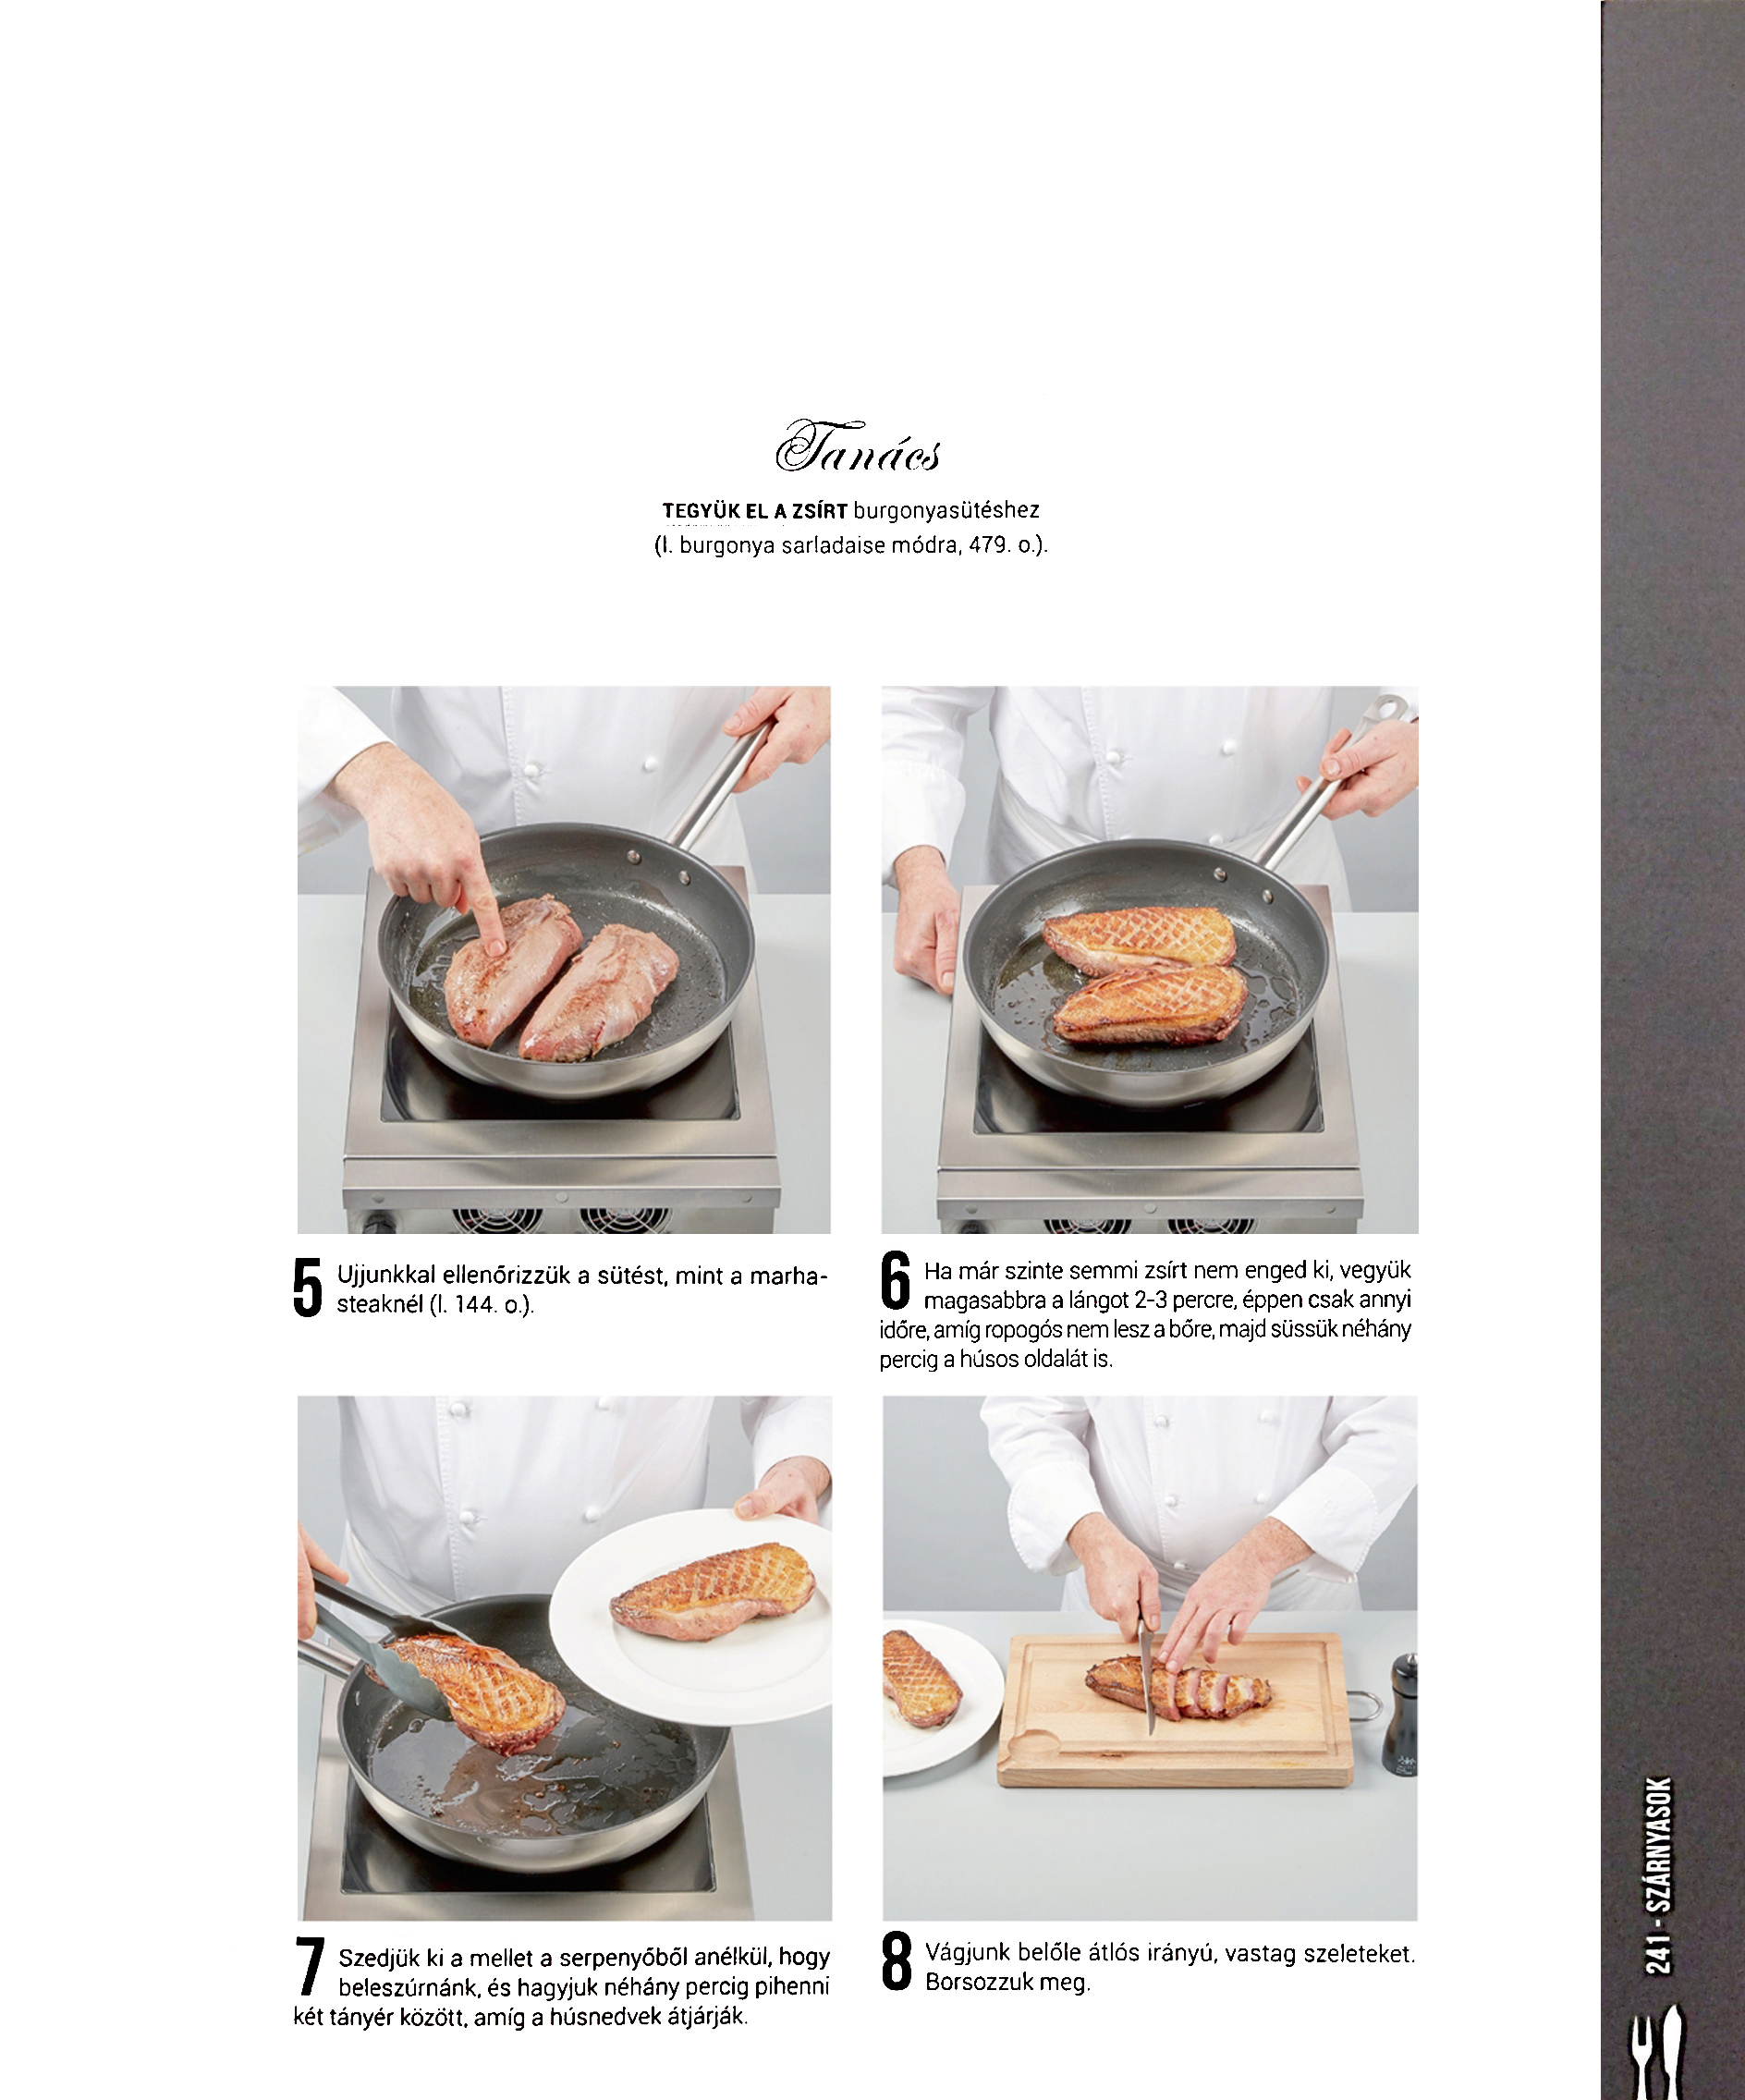 Tanács
TEGYÜK EL A ZSÍRT burgonyasütéshez
(l. burgonya sarladaise módra, 479. o.).
5 Ujjunkkal ellenőrizzük a sütést, mint a marha-
steaknél (l. 144. o.).
6 Ha már szinte semmi zsírt nem enged ki, vegyük
magasabbra a lángot 2-3 percre, éppen csak annyi
időre, amíg ropogós nem lesz a bőre, majd süssük néhány
percig a húsos oldalát is.
7 Szedjük ki a mellet a serpenyőből anélkül, hogy
beleszúrnánk, és hagyjuk néhány percig pihenni
két tányér között, amíg a húsnedvek átjárják.
8 Vágjunk belőle átlós irányú, vastag szeleteket.
Borsozzuk meg.
241 - SZÁRNYASOK